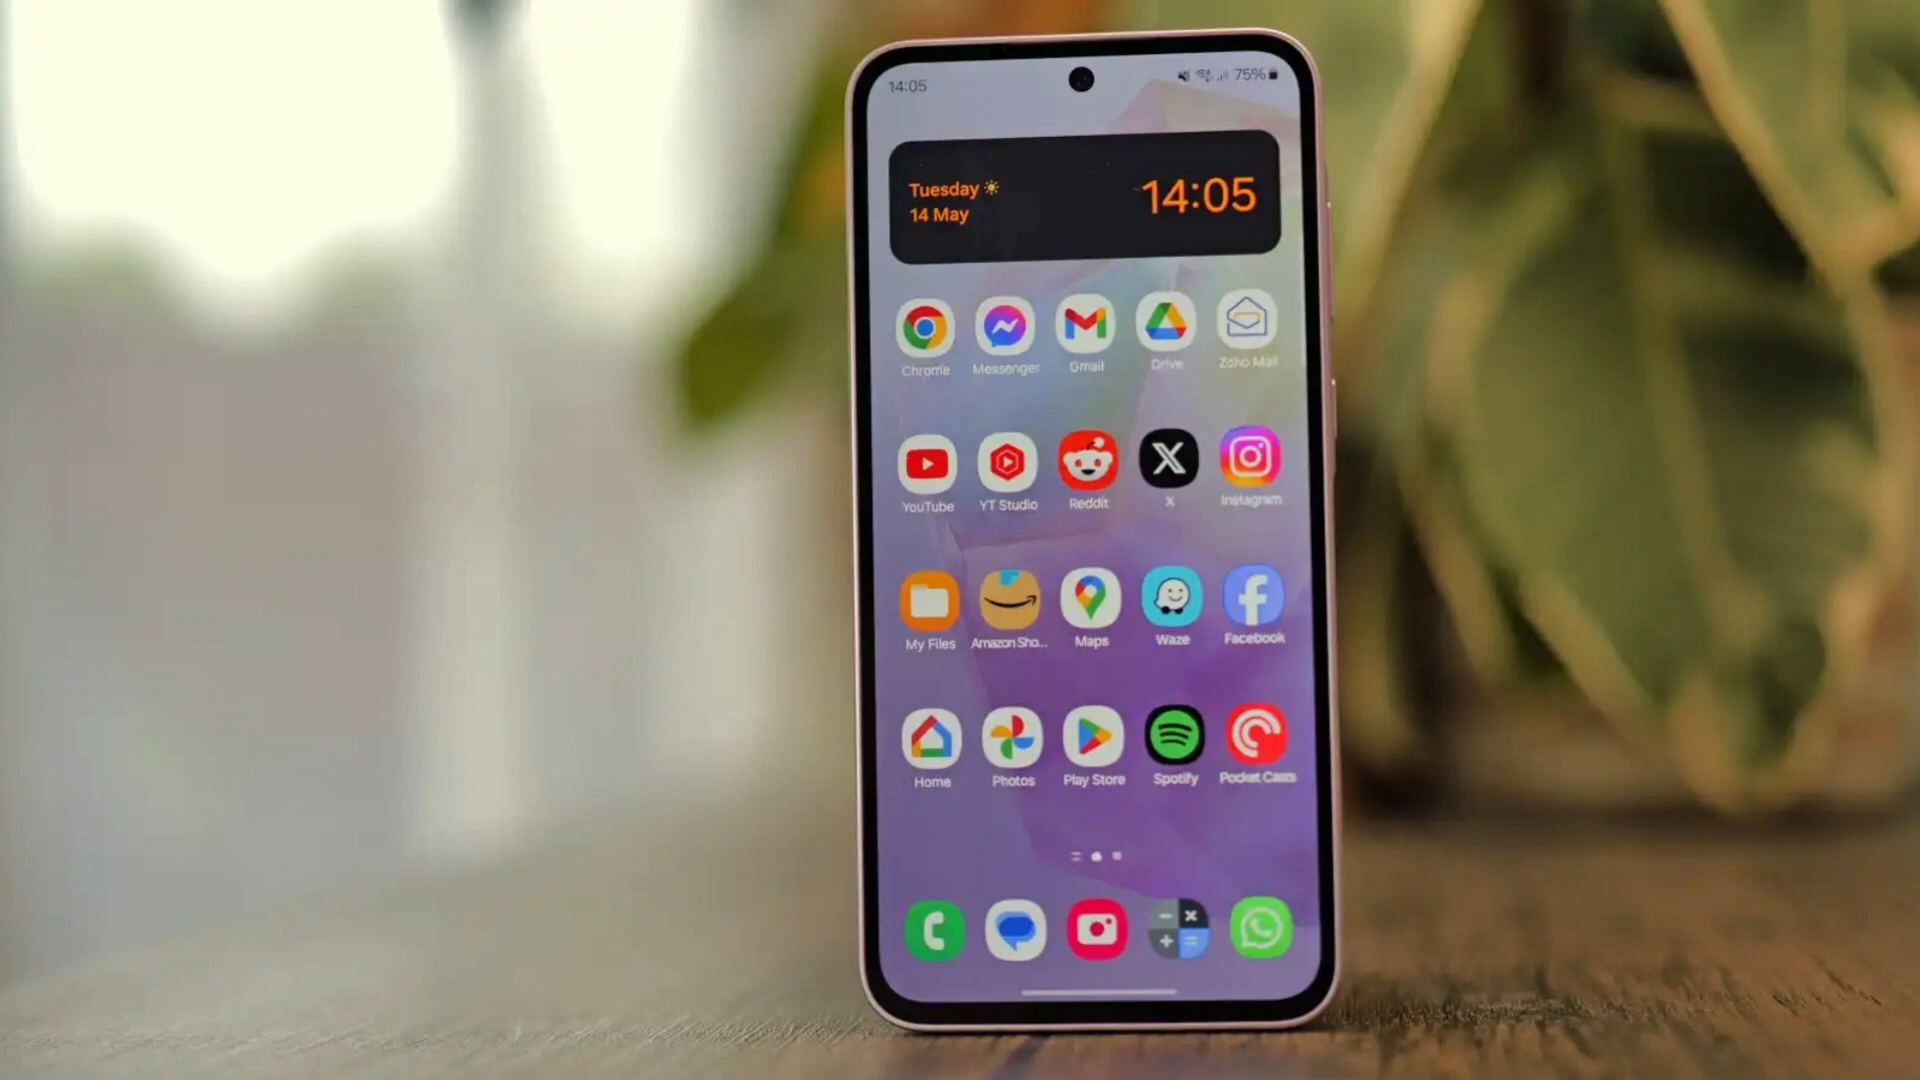 14:05 75%
Tuesday
14 May
14:05
Chrome Messenger Gmail Drive Zoho Mail
YouTube YT Studio Reddit X Instagram
My Files Amazon Sho... Maps Waze Facebook
Home Photos Play Store Spotify Pocket Casts